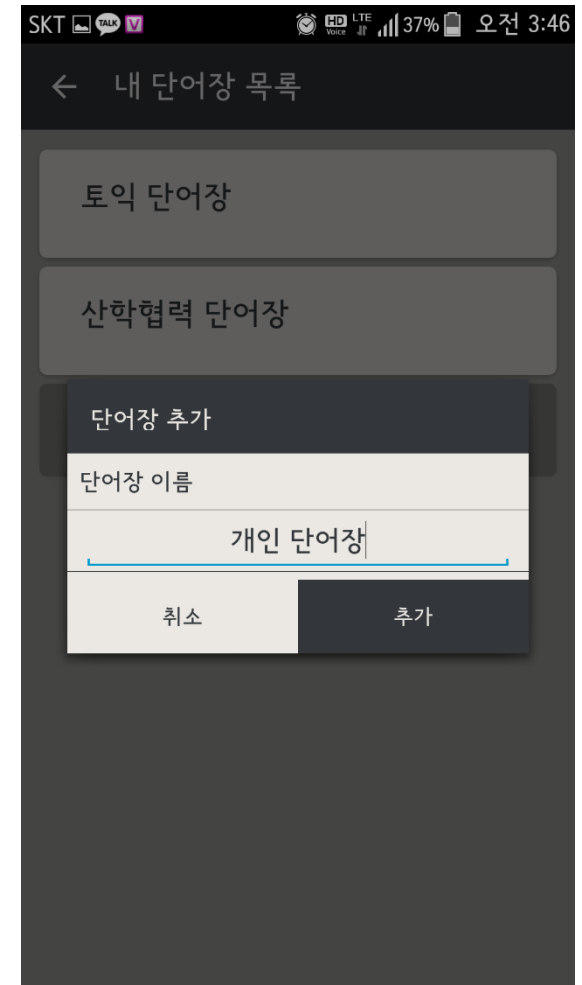 SKT TALK V HD Voice LTE 37% 오전 3:46
내 단어장 목록
토익 단어장
산학협력 단어장
단어장 추가
단어장 이름
개인 단어장
취소 추가